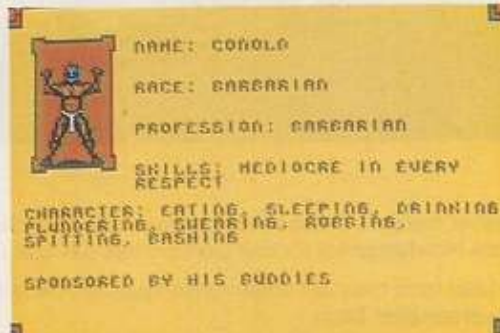 NAME: CONOLA
RACE: BARBARIAN
PROFESSION: BARBARIAN
SKILLS: MEDIOCRE IN EVERY
RESPECT
CHARACTER: EATING, SLEEPING, DRINKING
PLUNDERING, SWEARING, ROBBING,
SPITTING, BASHING
SPONSORED BY HIS BUDDIES